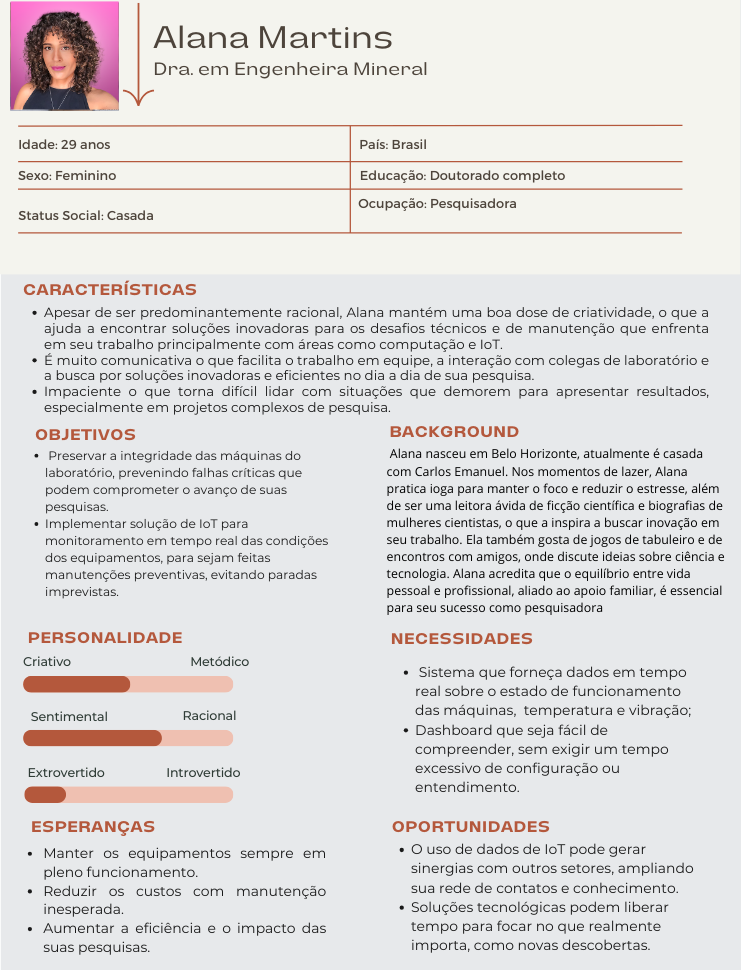 Alana Martins
Dra. em Engenheira Mineral
Idade: 29 anos
País: Brasil
Sexo: Feminino
Educação: Doutorado completo
Status Social: Casada
Ocupação: Pesquisadora
CARACTERÍSTICAS
• Apesar de ser predominantemente racional, Alana mantém uma boa dose de criatividade, o que a
ajuda a encontrar soluções inovadoras para os desafios técnicos e de manutenção que enfrenta
em seu trabalho principalmente com áreas como computação e IoT.
• É muito comunicativa o que facilita o trabalho em equipe, a interação com colegas de laboratório e
a busca por soluções inovadoras e eficientes no dia a dia de sua pesquisa.
• Impaciente o que torna difícil lidar com situações que demorem para apresentar resultados,
especialmente em projetos complexos de pesquisa.
OBJETIVOS
• Preservar a integridade das máquinas do
laboratório, prevenindo falhas críticas que
podem comprometer o avanço de suas
pesquisas.
• Implementar solução de IoT para
monitoramento em tempo real das condições
dos equipamentos, para sejam feitas
manutenções preventivas, evitando paradas
imprevistas.
BACKGROUND
Alana nasceu em Belo Horizonte, atualmente é casada
com Carlos Emanuel. Nos momentos de lazer, Alana
pratica ioga para manter o foco e reduzir o estresse, além
de ser uma leitora ávida de ficção científica e biografias de
mulheres cientistas, o que a inspira a buscar inovação em
seu trabalho. Ela também gosta de jogos de tabuleiro e de
encontros com amigos, onde discute ideias sobre ciência e
tecnologia. Alana acredita que o equilíbrio entre vida
pessoal e profissional, aliado ao apoio familiar, é essencial
para seu sucesso como pesquisadora
PERSONALIDADE
Criativo Metódico
Sentimental Racional
Extrovertido Introvertido
NECESSIDADES
• Sistema que forneça dados em tempo
real sobre o estado de funcionamento
das máquinas, temperatura e vibração;
• Dashboard que seja fácil de
compreender, sem exigir um tempo
excessivo de configuração ou
entendimento.
ESPERANÇAS
• Manter os equipamentos sempre em
pleno funcionamento.
• Reduzir os custos com manutenção
inesperada.
• Aumentar a eficiência e o impacto das
suas pesquisas.
OPORTUNIDADES
• O uso de dados de IoT pode gerar
sinergias com outros setores, ampliando
sua rede de contatos e conhecimento.
• Soluções tecnológicas podem liberar
tempo para focar no que realmente
importa, como novas descobertas.